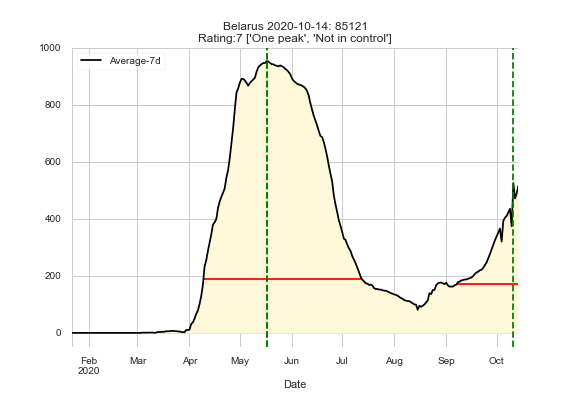 Belarus 2020-10-14: 85121
Rating:7 ['One peak', 'Not in control']
Average-7d
1000
800
600
400
200
0
Feb Mar Apr May Jun Jul Aug Sep Oct
2020
Date